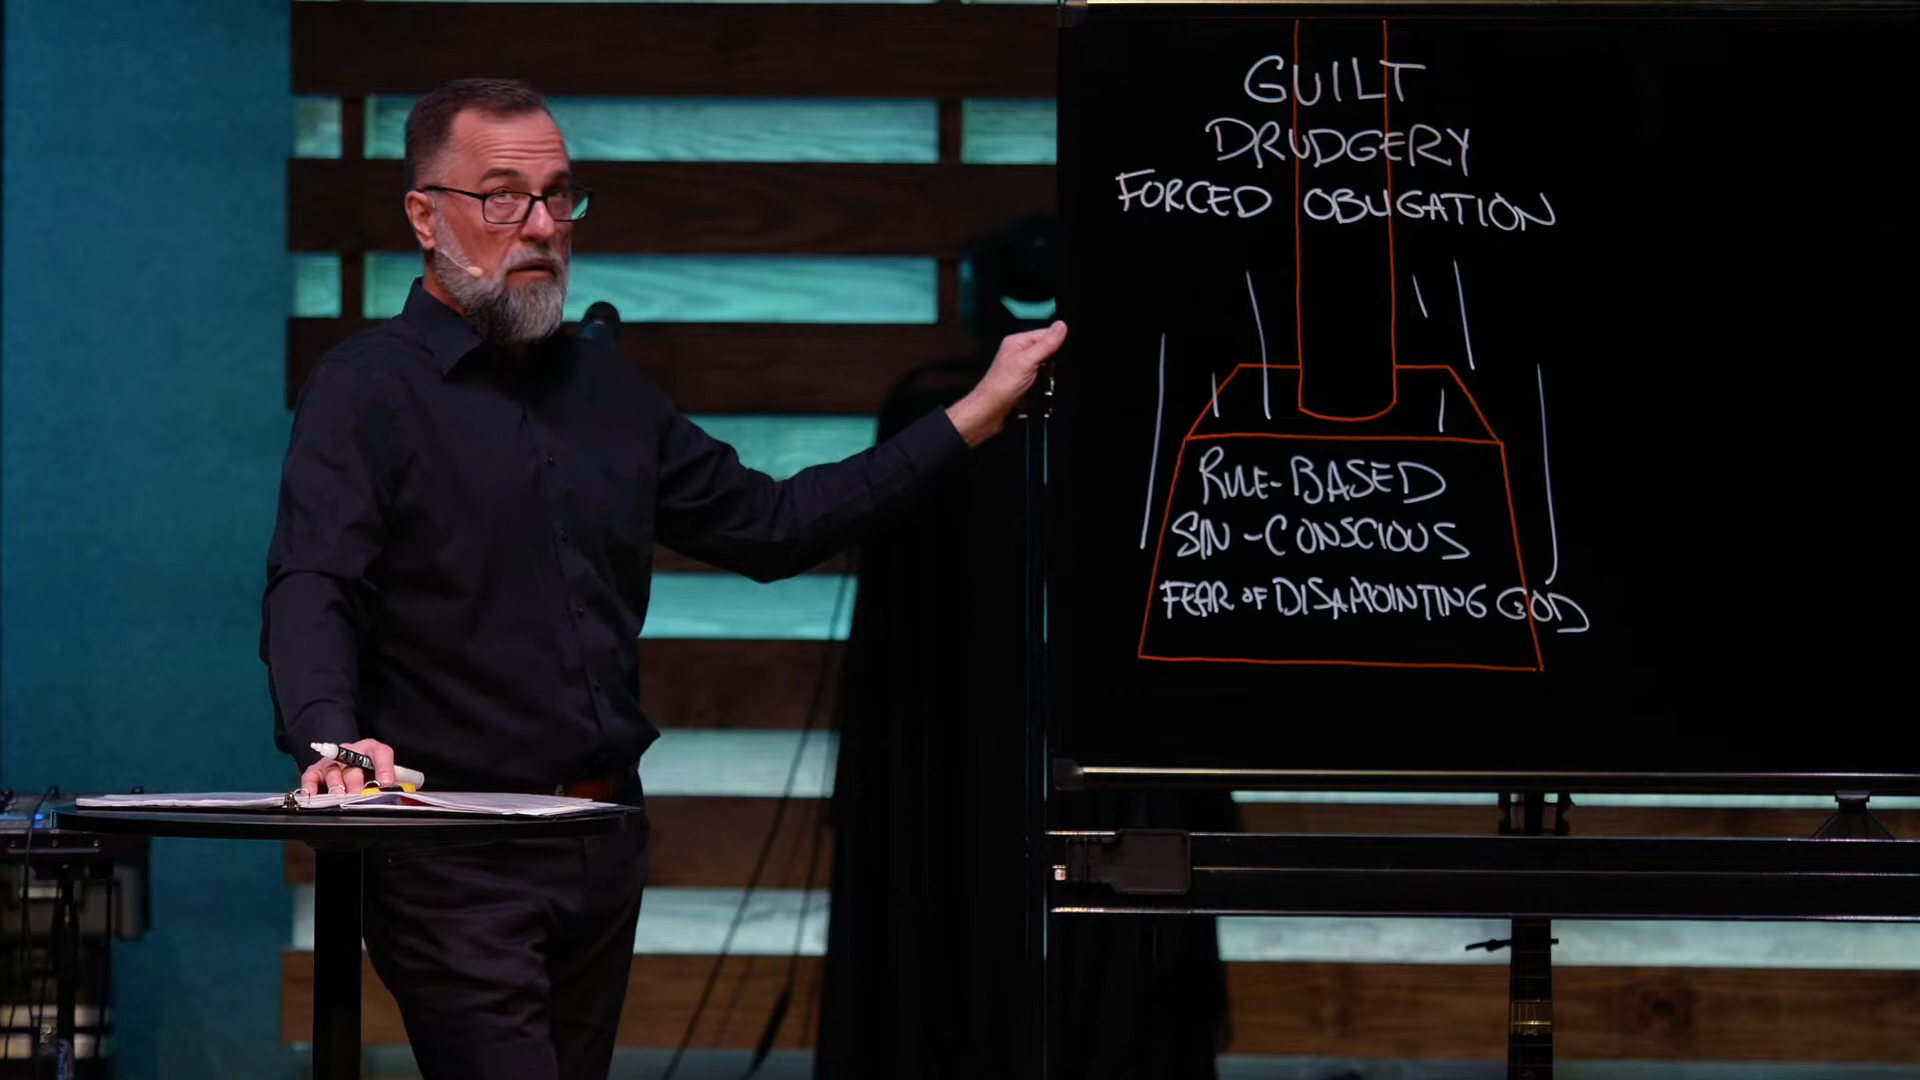 GUILT
DRUDGERY
FORCED OBLIGATION
RULE-BASED
SIN-CONSCIOUS
FEAR OF DISAPPOINTING GOD